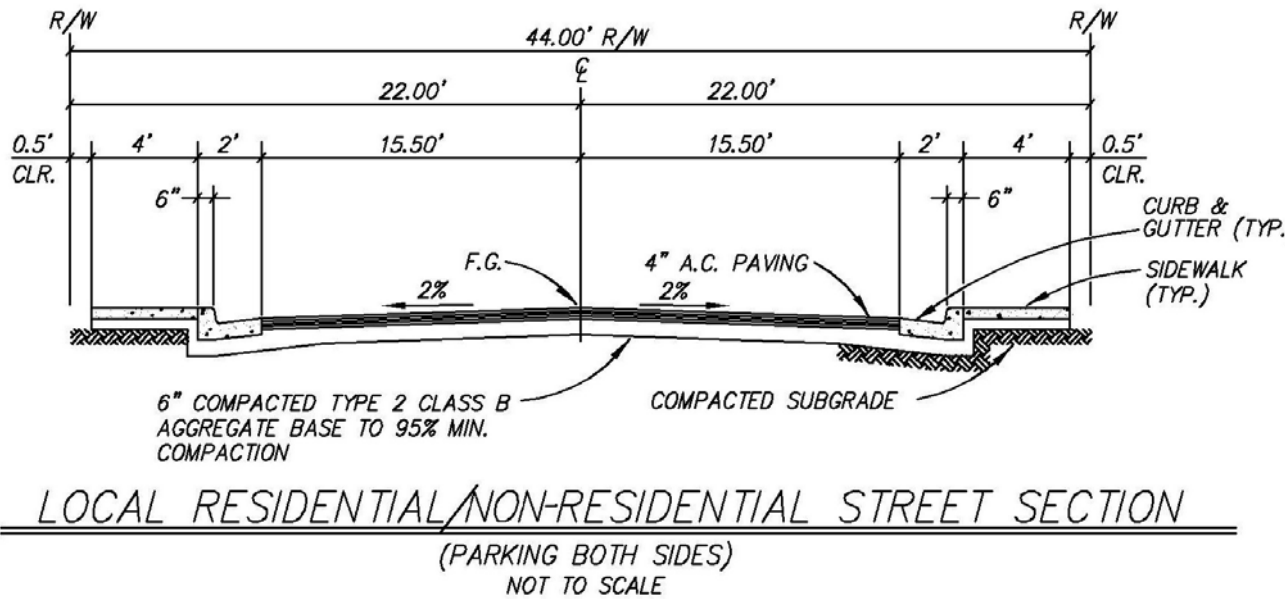 R/W
R/W
44.00' R/W
℄
22.00'
22.00'
0.5'
4'
2'
15.50'
15.50'
2'
4'
0.5'
CLR.
CLR.
6"
6"
CURB &
GUTTER (TYP.
F.G.
4" A.C. PAVING
SIDEWALK
(TYP.)
2%
2%
6" COMPACTED TYPE 2 CLASS B
AGGREGATE BASE TO 95% MIN.
COMPACTION
COMPACTED SUBGRADE
LOCAL RESIDENTIAL/NON-RESIDENTIAL STREET SECTION
(PARKING BOTH SIDES)
NOT TO SCALE